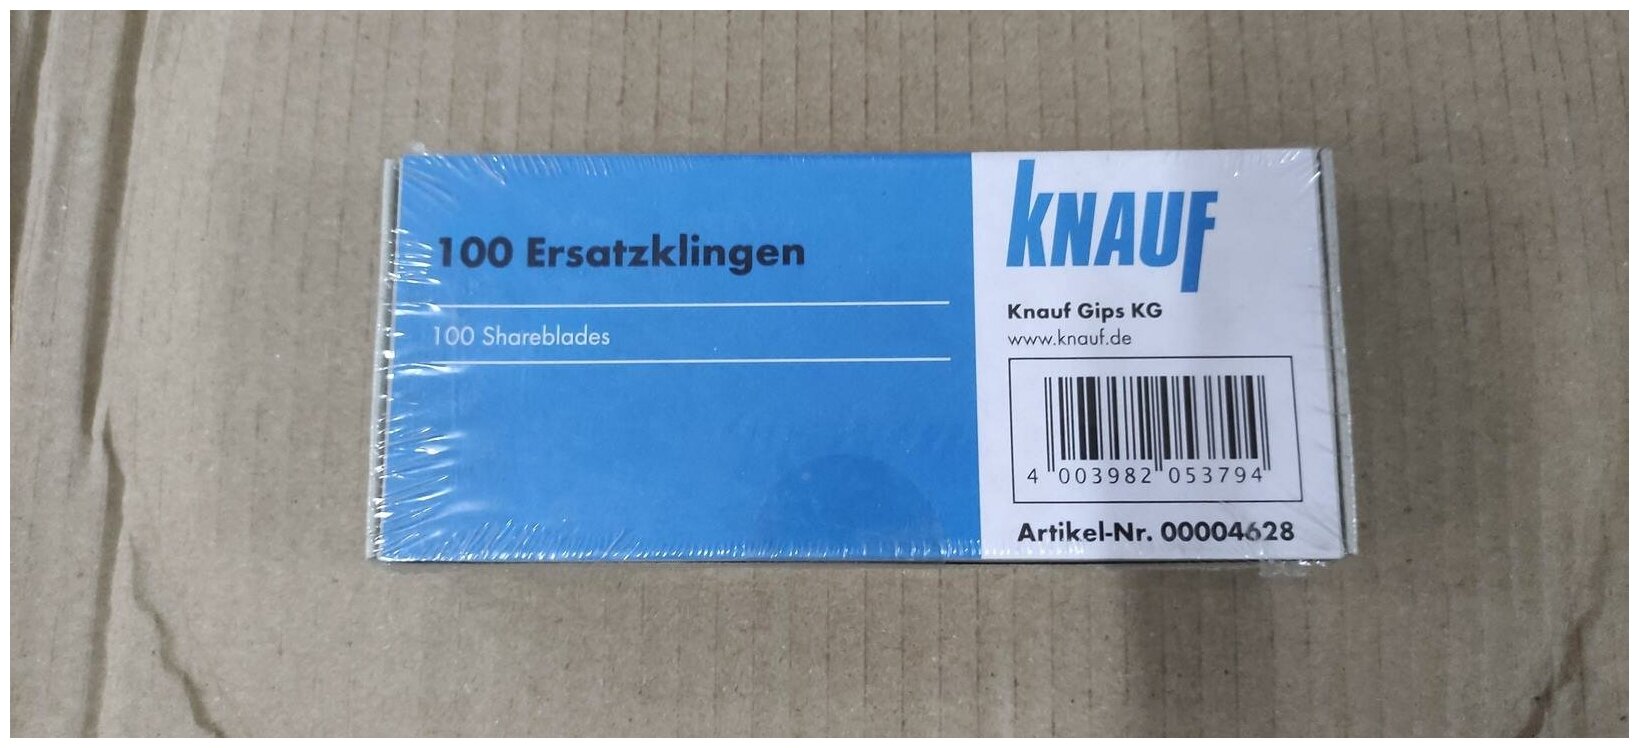 100 Ersatzklingen
100 Shareblades
KNAUF
Knauf Gips KG
www.knauf.de
4 003982 053794
Artikel-Nr. 00004628